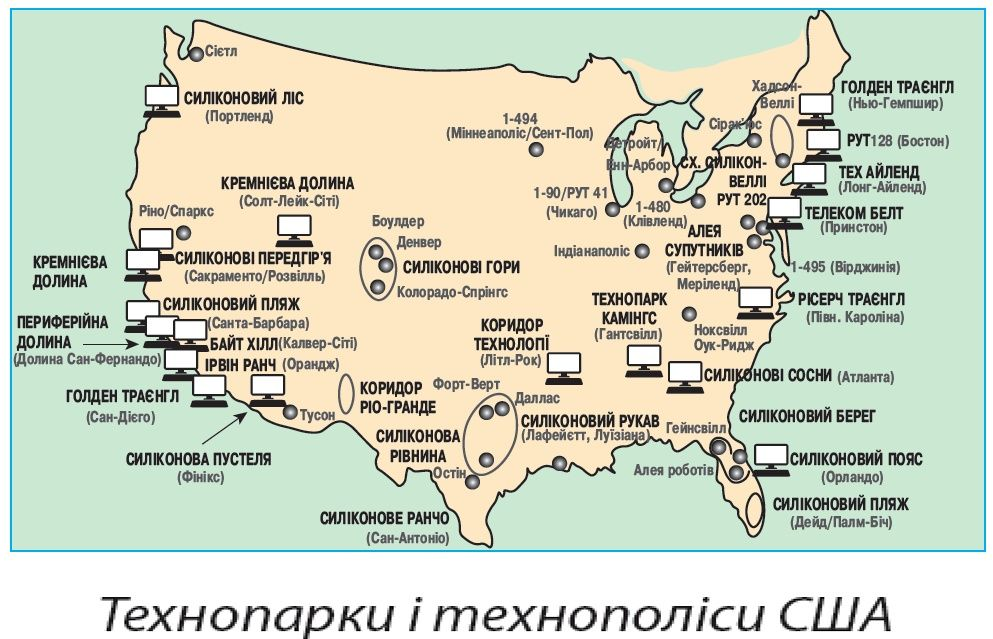 Сієтл
СИЛІКОНОВИЙ ЛІС
(Портленд)
1-494
(Міннеаполіс/Сент-Пол)
Хадсон-
Веллі
ГОЛДЕН ТРАЄНГЛ
(Нью-Гемпшир)
Сірак'юс
РУТ128 (Бостон)
Детройт/
Енн-Арбор
СХ. СИЛІКОН-
ВЕЛЛІ
РУТ 202
ТЕХ АЙЛЕНД
(Лонг-Айленд)
ТЕЛЕКОМ БЕЛТ
(Принстон)
КРЕМНІЄВА ДОЛИНА
(Солт-Лейк-Сіті)
1-90/РУТ 41
(Чикаго)
1-480
(Клівленд)
Ріно/Спаркс
Боулдер
Денвер
СИЛІКОНОВІ ГОРИ
Колорадо-Спрінгс
Індіанаполіс
АЛЕЯ
СУПУТНИКІВ
(Гейтерсберг,
Меріленд)
1-495 (Вірджинія)
КРЕМНІЄВА
ДОЛИНА
СИЛІКОНОВІ ПЕРЕДГІР'Я
(Сакраменто/Розвілль)
СИЛІКОНОВИЙ ПЛЯЖ
(Санта-Барбара)
ПЕРИФЕРІЙНА
ДОЛИНА
(Долина Сан-Фернандо)
БАЙТ ХІЛЛ(Калвер-Сіті)
ІРВІН РАНЧ (Орандж)
КОРИДОР
ТЕХНОЛОГІЇ
(Літл-Рок)
ТЕХНОПАРК
КАМІНГС
(Гантсвілл)
Ноксвілл
Оук-Ридж
РІСЕРЧ ТРАЄНГЛ
(Півн. Кароліна)
СИЛІКОНОВІ СОСНИ (Атланта)
ГОЛДЕН ТРАЄНГЛ
(Сан-Дієго)
Тусон
КОРИДОР
РІО-ГРАНДЕ
Форт-Верт
Даллас
СИЛІКОНОВА
РІВНИНА
СИЛІКОНОВИЙ РУКАВ
(Лафейєтт, Луїзіана)
Гейнсвілл
СИЛІКОНОВИЙ БЕРЕГ
СИЛІКОНОВА ПУСТЕЛЯ
(Фінікс)
Остін
Алея роботів
СИЛІКОНОВИЙ ПОЯС
(Орландо)
СИЛІКОНОВЕ РАНЧО
(Сан-Антоніо)
СИЛІКОНОВИЙ ПЛЯЖ
(Дейд/Палм-Біч)
Технопарки і технополіси США